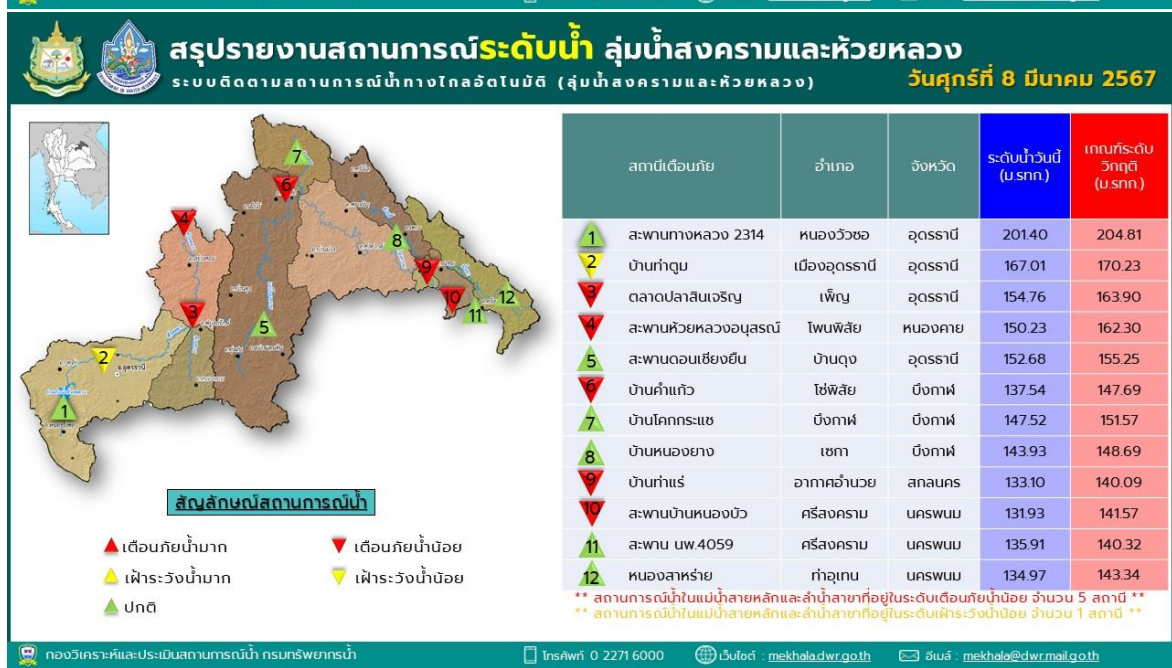 สรุปรายงานสถานการณ์ระดับน้ำ ลุ่มน้ำสงครามและห้วยหลวง
ระบบติดตามสถานการณ์น้ำทางไกลอัตโนมัติ (ลุ่มน้ำสงครามและห้วยหลวง)
วันศุกร์ที่ 8 มีนาคม 2567
สถานีเตือนภัย อำเภอ จังหวัด ระดับน้ำวันนี้ (ม.รทก.) เกณฑ์ระดับวิกฤติ (ม.รทก.)
1 สะพานทางหลวง 2314 หนองวัวซอ อุดรธานี 201.40 204.81
2 บ้านท่าตูม เมืองอุดรธานี อุดรธานี 167.01 170.23
3 ตลาดปลาสินเจริญ เพ็ญ อุดรธานี 154.76 163.90
4 สะพานห้วยหลวงอนุสรณ์ โพนพิสัย หนองคาย 150.23 162.30
5 สะพานดอนเชียงยืน บ้านดุง อุดรธานี 152.68 155.25
6 บ้านคำแก้ว โซ่พิสัย บึงกาฬ 137.54 147.69
7 บ้านโคกกระแซ บึงกาฬ บึงกาฬ 147.52 151.57
8 บ้านหนองยาง เซกา บึงกาฬ 143.93 148.69
9 บ้านท่าแร่ อากาศอำนวย สกลนคร 133.10 140.09
10 สะพานบ้านหนองบัว ศรีสงคราม นครพนม 131.93 141.57
11 สะพาน นพ.4059 ศรีสงคราม นครพนม 135.91 140.32
12 หนองสาหร่าย ท่าอุเทน นครพนม 134.97 143.34
** สถานการณ์น้ำในแม่น้ำสายหลักและลำน้ำสาขาที่อยู่ในระดับเตือนภัยน้ำน้อย จำนวน 5 สถานี **
** สถานการณ์น้ำในแม่น้ำสายหลักและลำน้ำสาขาที่อยู่ในระดับเฝ้าระวังน้ำน้อย จำนวน 1 สถานี **
7
6
4
8
9
10
12
11
3
5
2
อ.อุดรธานี
1
สัญลักษณ์สถานการณ์น้ำ
เตือนภัยน้ำมาก เตือนภัยน้ำน้อย
เฝ้าระวังน้ำมาก เฝ้าระวังน้ำน้อย
ปกติ
กองวิเคราะห์และประเมินสถานการณ์น้ำ กรมทรัพยากรน้ำ โทรศัพท์ 0 2271 6000 เว็บไซต์ : mekhala.dwr.go.th อีเมล์ : mekhala@dwr.mail.go.th